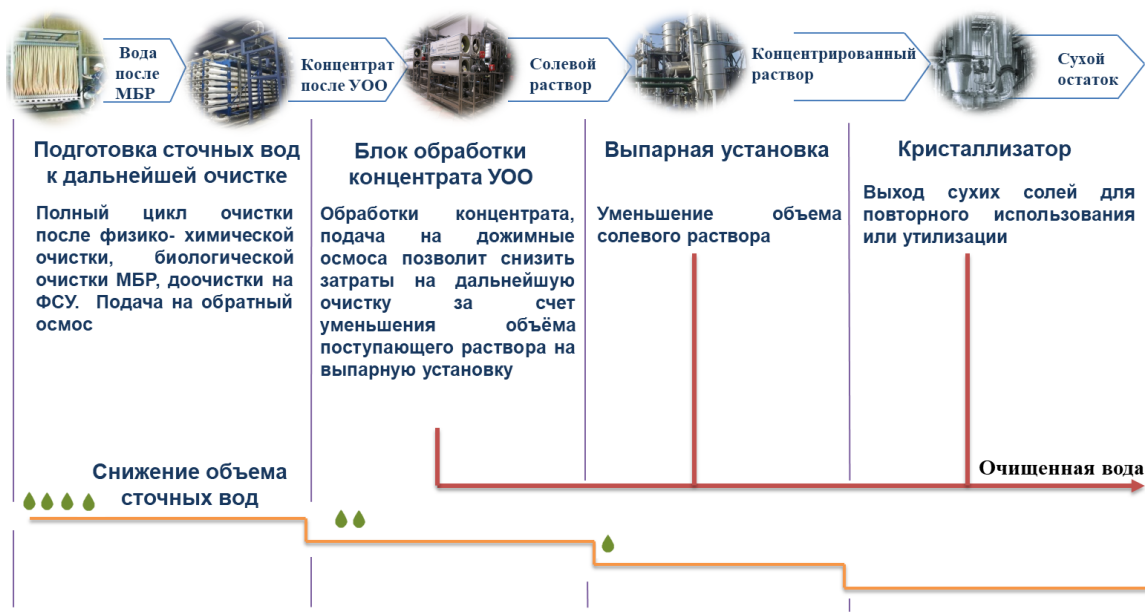 Вода
после
МБР
Концентрат
после УОО
Солевой
раствор
Концентрированный
раствор
Сухой
остаток
Подготовка сточных вод
к дальнейшей очистке
Полный цикл очистки
после физико- химической
очистки, биологической
очистки МБР, доочистки на
ФСУ. Подача на обратный
осмос
Блок обработки
концентрата УОО
Обработки концентрата,
подача на дожимные
осмоса позволит снизить
затраты на дальнейшую
очистку за счет
уменьшения объёма
поступающего раствора на
выпарную установку
Выпарная установка
Уменьшение объема
солевого раствора
Кристаллизатор
Выход сухих солей для
повторного использования
или утилизации
Очищенная вода
Снижение объема
сточных вод